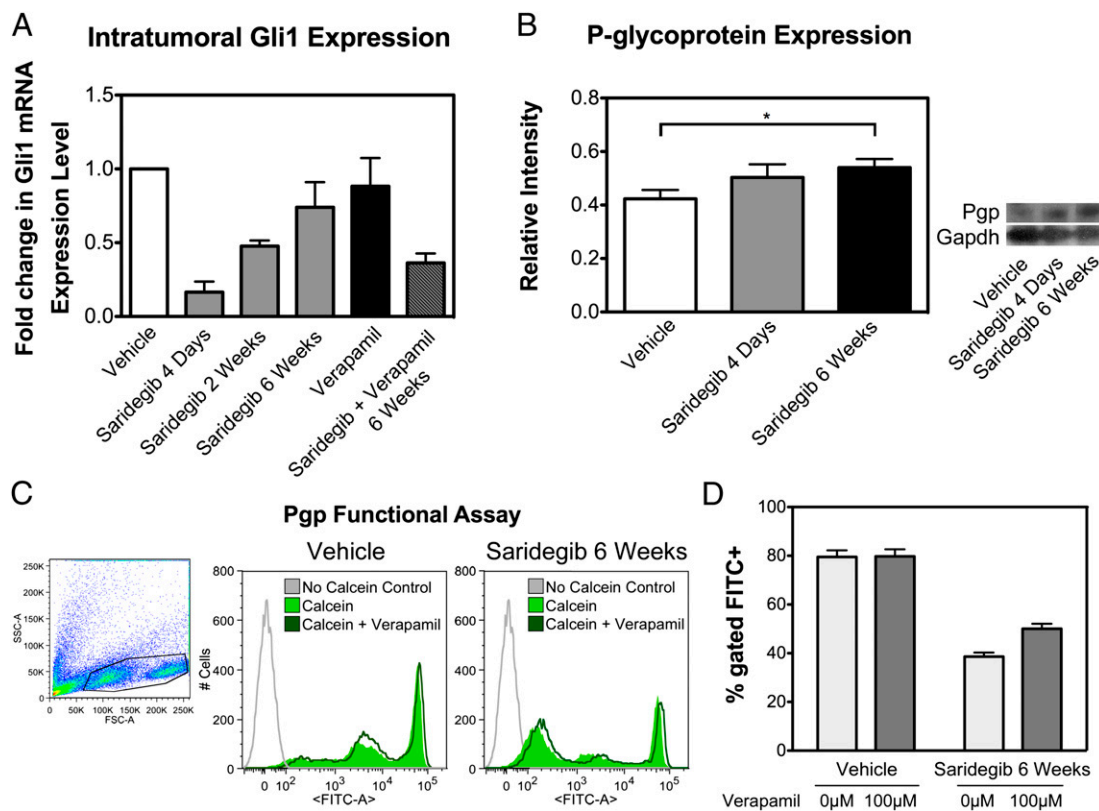 A
Intratumoral Gli1 Expression
Fold change in Gli1 mRNA
Expression Level
1.5
1.0
0.5
0.0
Vehicle
Saridegib 4 Days
Saridegib 2 Weeks
Saridegib 6 Weeks
Verapamil
Saridegib + Verapamil
6 Weeks
B
P-glycoprotein Expression
Relative Intensity
0.8
0.6
0.4
0.2
0.0
*
Vehicle
Saridegib 4 Days
Saridegib 6 Weeks
Pgp
Gapdh
Vehicle
Saridegib 4 Days
Saridegib 6 Weeks
C
Pgp Functional Assay
SSC-A
250K
200K
150K
100K
50K
0
0 50K 100K 150K 200K 250K
FSC-A
Vehicle
# Cells
800
600
400
200
0
No Calcein Control
Calcein
Calcein + Verapamil
0 10² 10³ 10⁴ 10⁵
<FITC-A>
Saridegib 6 Weeks
800
600
400
200
0
No Calcein Control
Calcein
Calcein + Verapamil
0 10² 10³ 10⁴ 10⁵
<FITC-A>
D
% gated FITC+
100
80
60
40
20
0
Vehicle Saridegib 6 Weeks
Verapamil 0µM 100µM 0µM 100µM